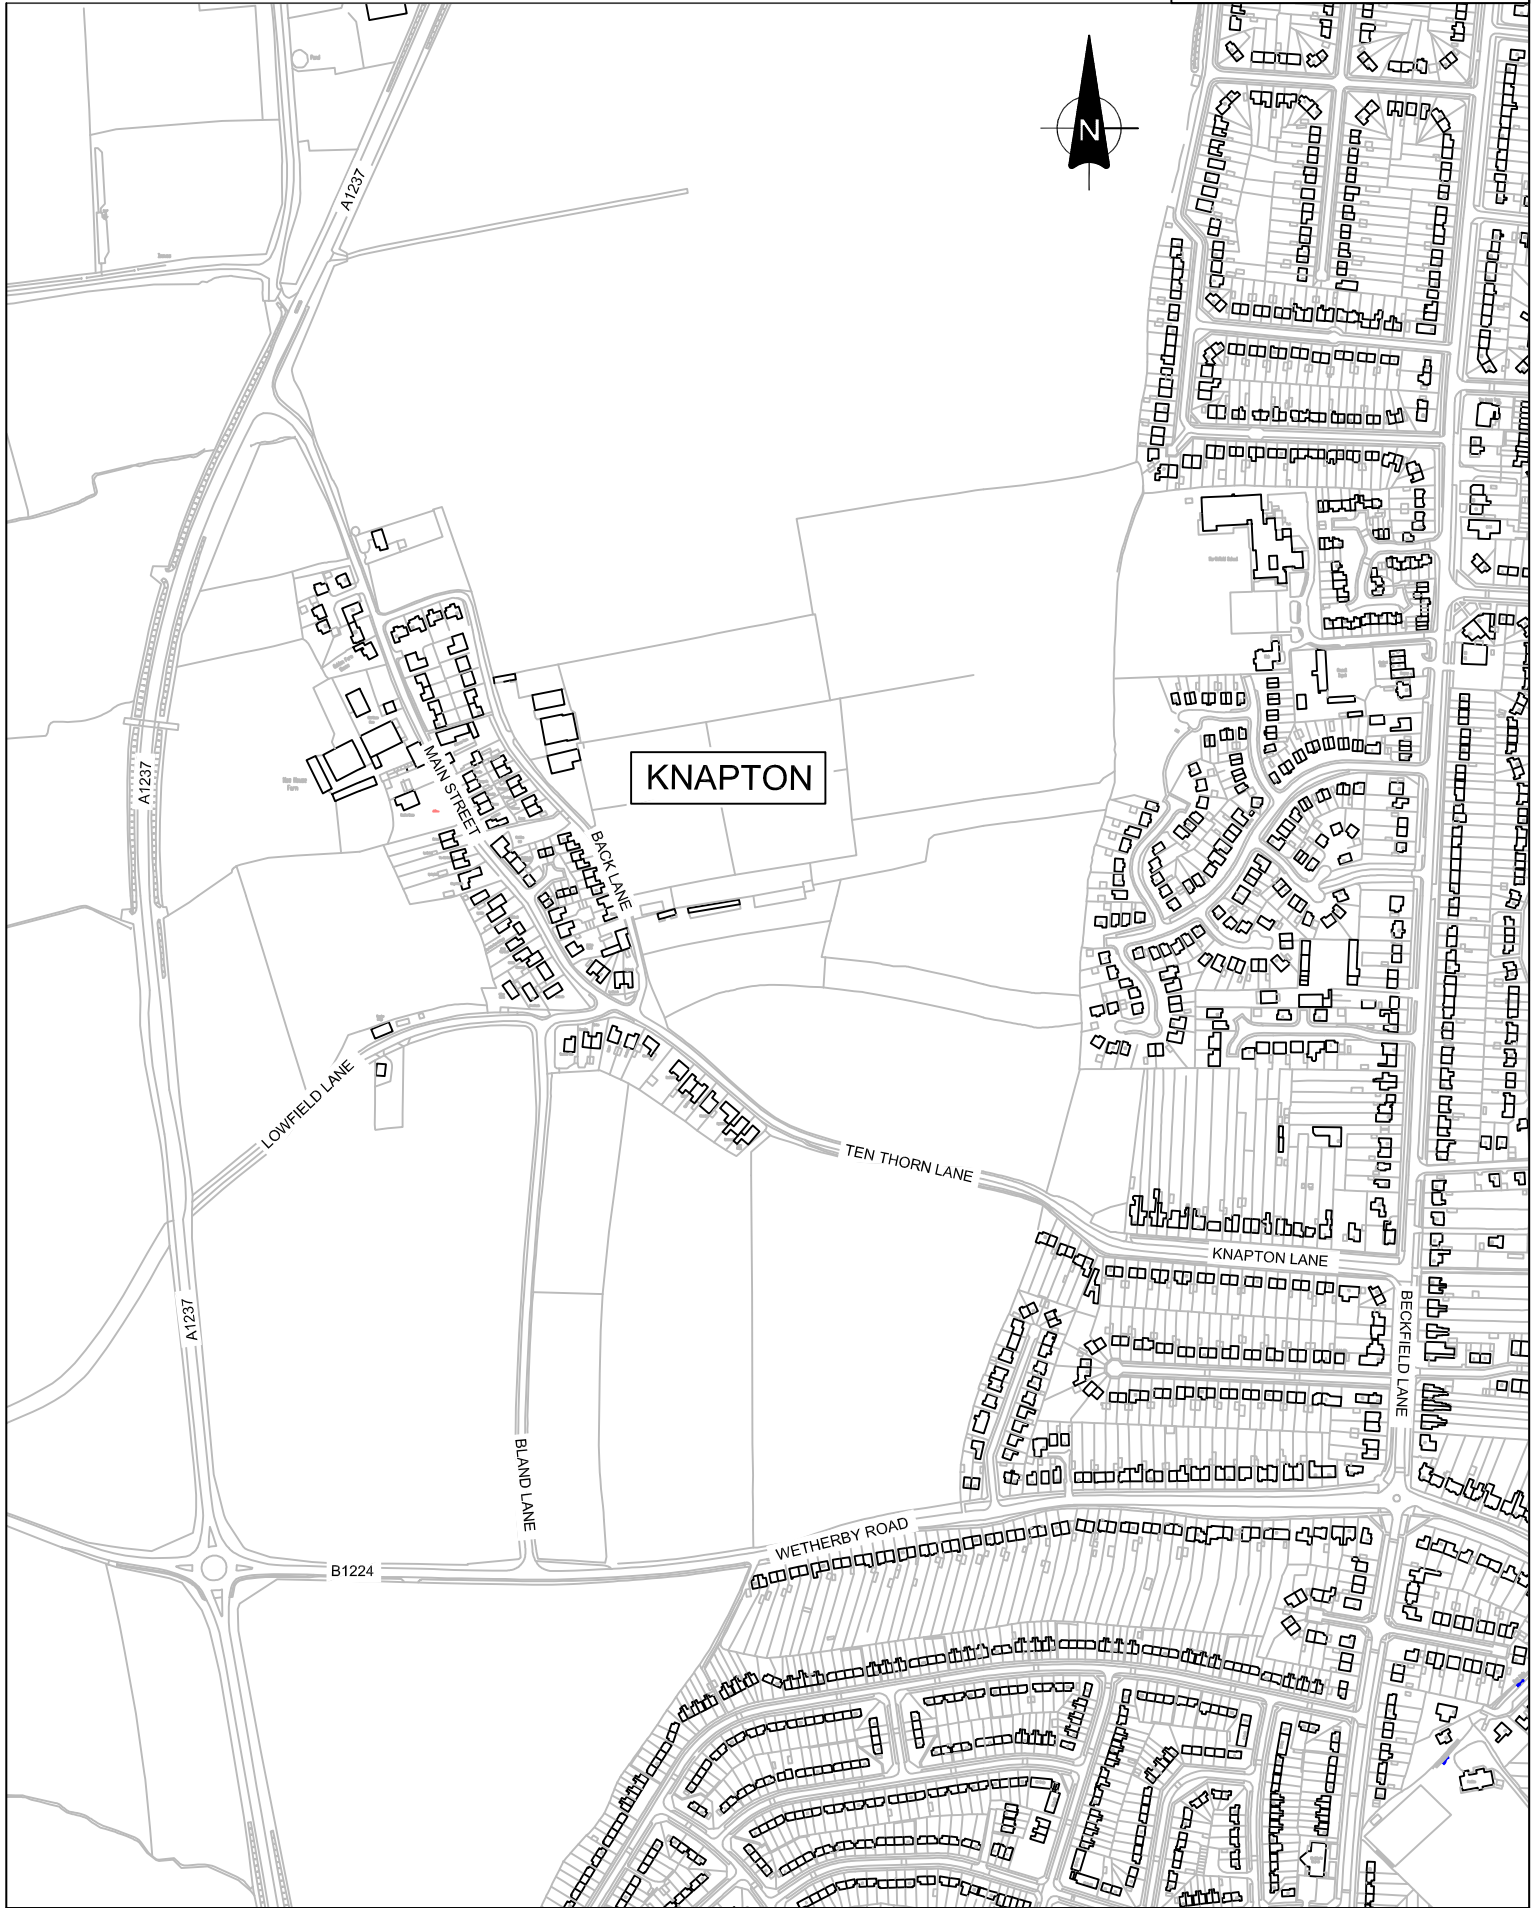 N
A1237
KNAPTON
MAIN STREET
A1237
BACK LANE
LOWFIELD LANE
TEN THORN LANE
KNAPTON LANE
A1237
BECKFIELD LANE
BLAND LANE
WETHERBY ROAD
B1224